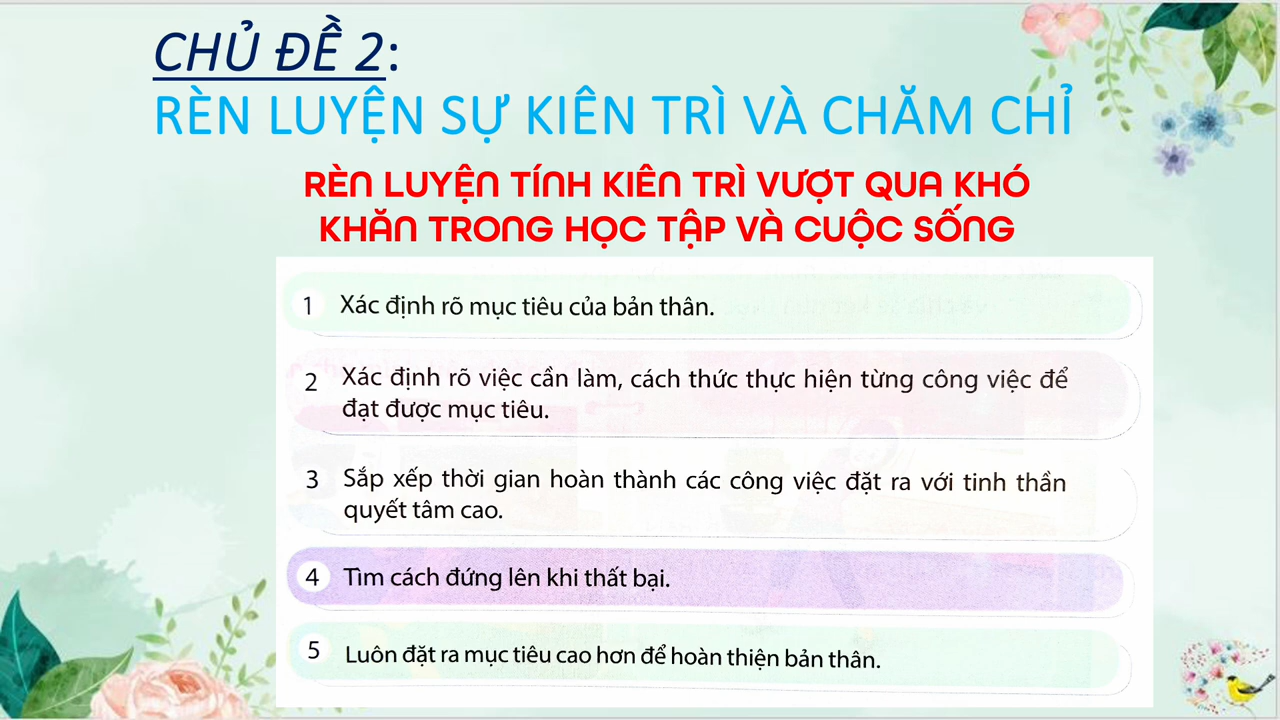 CHỦ ĐỀ 2:
RÈN LUYỆN SỰ KIÊN TRÌ VÀ CHĂM CHỈ
RÈN LUYỆN TÍNH KIÊN TRÌ VƯỢT QUA KHÓ
KHĂN TRONG HỌC TẬP VÀ CUỘC SỐNG
1 Xác định rõ mục tiêu của bản thân.
2 Xác định rõ việc cần làm, cách thức thực hiện từng công việc để
đạt được mục tiêu.
3 Sắp xếp thời gian hoàn thành các công việc đặt ra với tinh thần
quyết tâm cao.
4 Tìm cách đứng lên khi thất bại.
5 Luôn đặt ra mục tiêu cao hơn để hoàn thiện bản thân.